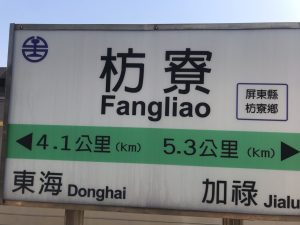 枋寮
Fangliao
屏東縣
枋寮鄉
◀4.1公里(km) 5.3公里(km)▶
東海 Donghai 加祿 Jialu